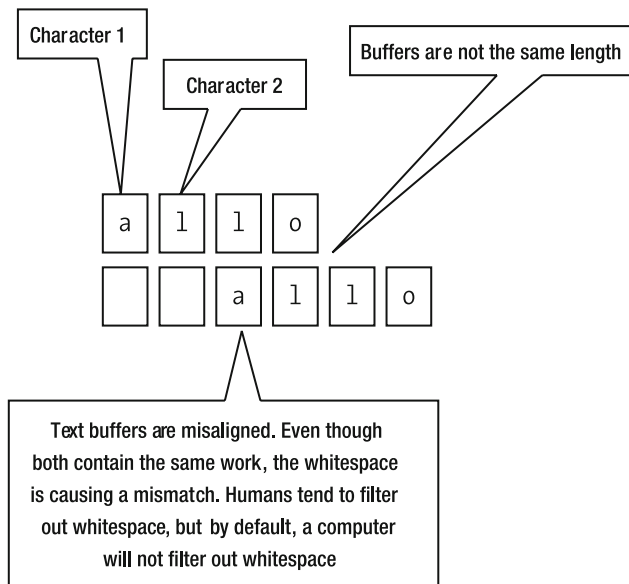 Character 1
Buffers are not the same length
Character 2
a l l o
a l l o
Text buffers are misaligned. Even though
both contain the same work, the whitespace
is causing a mismatch. Humans tend to filter
out whitespace, but by default, a computer
will not filter out whitespace